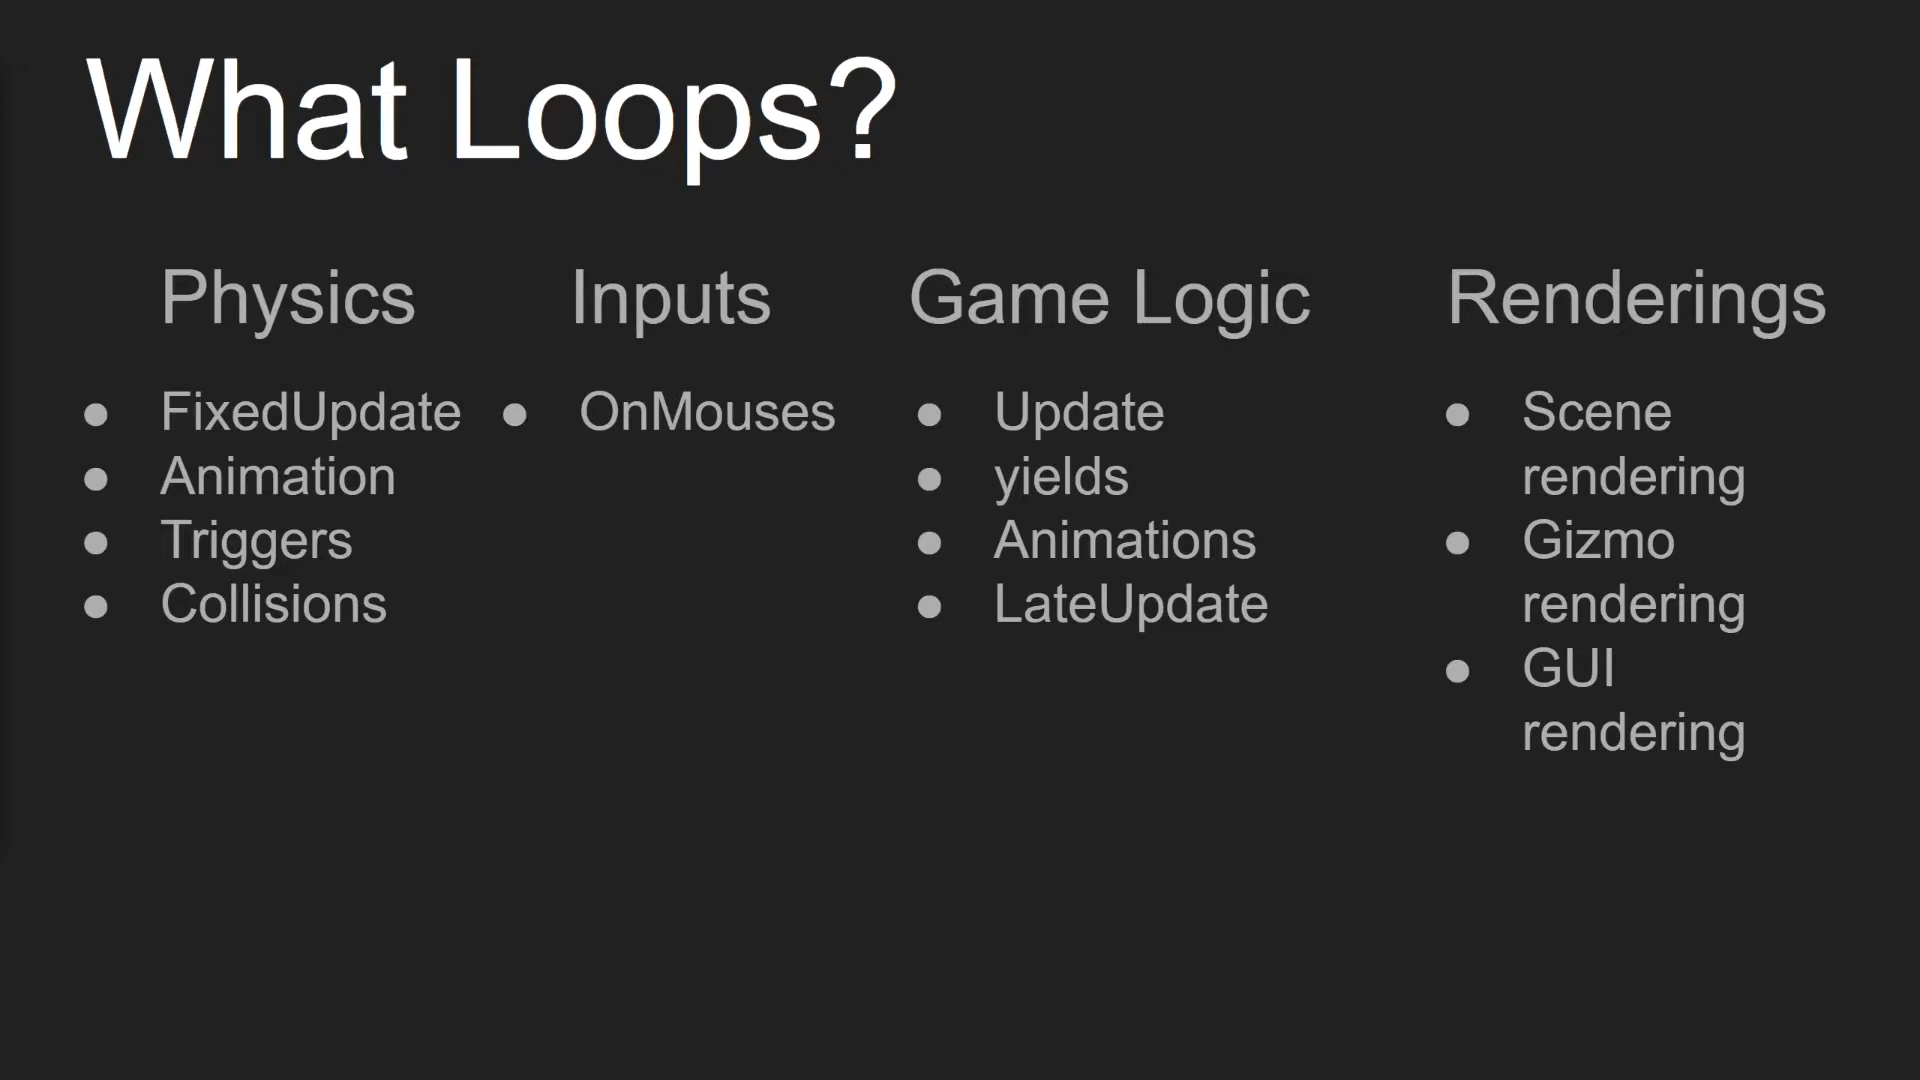 What Loops?
Physics
FixedUpdate
Animation
Triggers
Collisions
Inputs
OnMouses
Game Logic
Update
yields
Animations
LateUpdate
Renderings
Scene
rendering
Gizmo
rendering
GUI
rendering